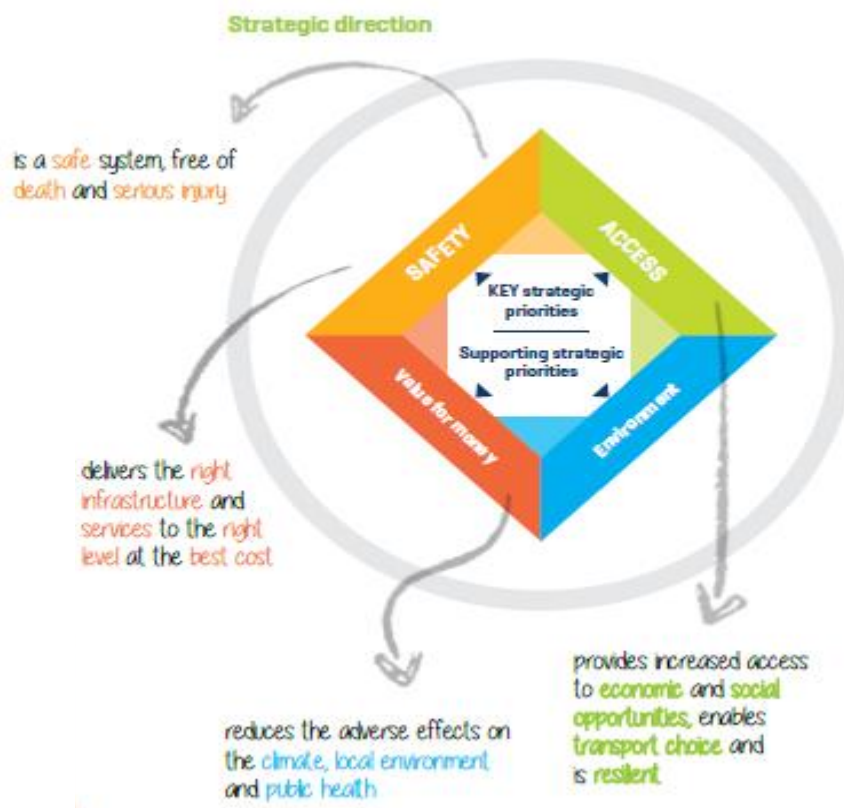 Strategic direction
is a safe system, free of
death and serious injury
SAFETY
ACCESS
KEY strategic
priorities
Supporting strategic
priorities
Value for money
Environment
delivers the right
infrastructure and
services to the right
level at the best cost
reduces the adverse effects on
the climate, local environment
and public health
provides increased access
to economic and social
opportunities, enables
transport choice and
is resilient